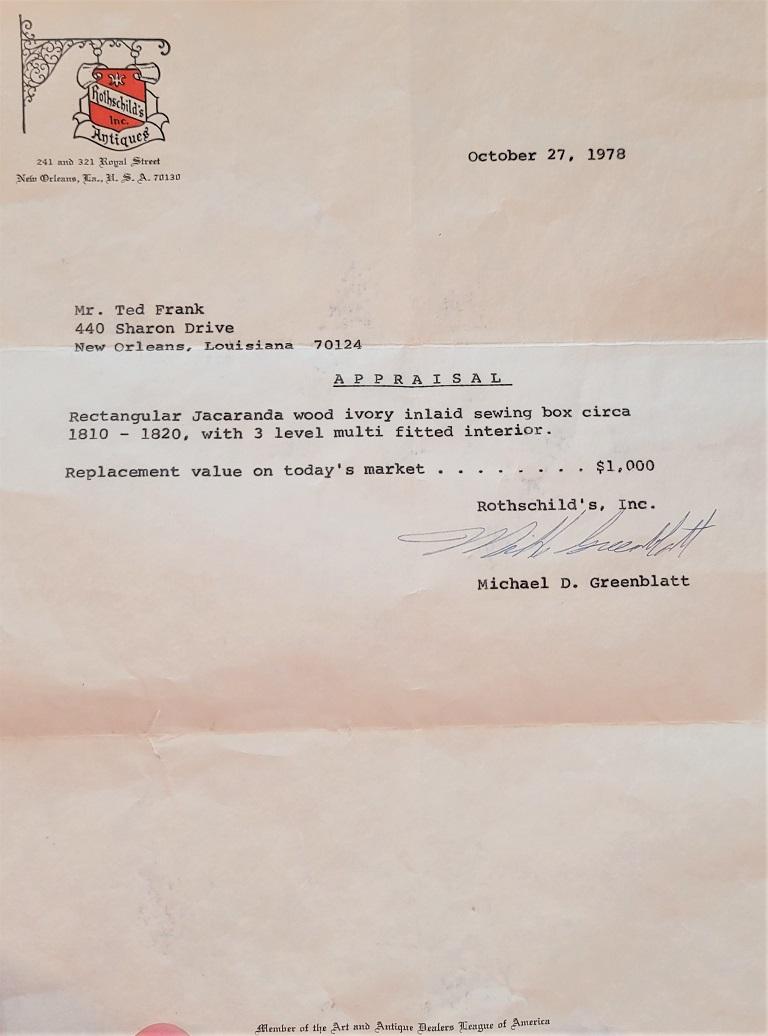 Rothschild's
Inc.
Antiques
241 and 321 Royal Street
New Orleans, La., U. S. A. 70130
October 27, 1978
Mr. Ted Frank
440 Sharon Drive
New Orleans, Louisiana 70124
APPRAISAL
Rectangular Jacaranda wood ivory inlaid sewing box circa
1810 - 1820, with 3 level multi fitted interior.
Replacement value on today's market . . . . . . . . $1,000
Rothschild's, Inc.
Mike Greenblatt
Michael D. Greenblatt
Member of the Art and Antique Dealers League of America